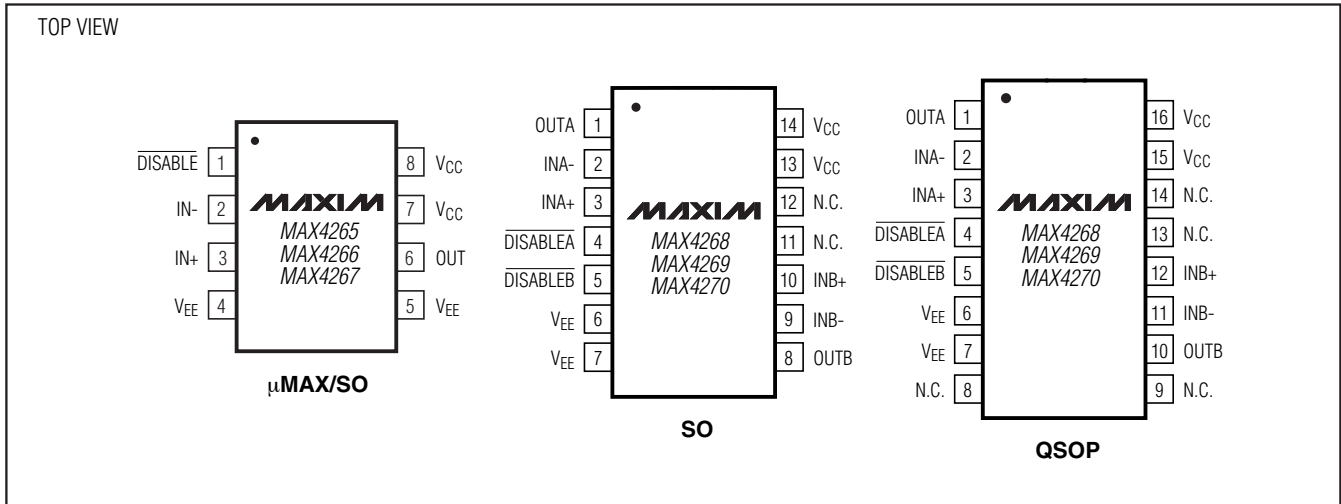 TOP VIEW
DISABLE 1
IN- 2
IN+ 3
VEE 4
8 VCC
7 VCC
6 OUT
5 VEE
MAXIM
MAX4265
MAX4266
MAX4267
µMAX/SO
OUTA 1
INA- 2
INA+ 3
DISABLEA 4
DISABLEB 5
VEE 6
VEE 7
14 VCC
13 VCC
12 N.C.
11 N.C.
10 INB+
9 INB-
8 OUTB
MAXIM
MAX4268
MAX4269
MAX4270
SO
OUTA 1
INA- 2
INA+ 3
DISABLEA 4
DISABLEB 5
VEE 6
VEE 7
N.C. 8
16 VCC
15 VCC
14 N.C.
13 N.C.
12 INB+
11 INB-
10 OUTB
9 N.C.
MAXIM
MAX4268
MAX4269
MAX4270
QSOP